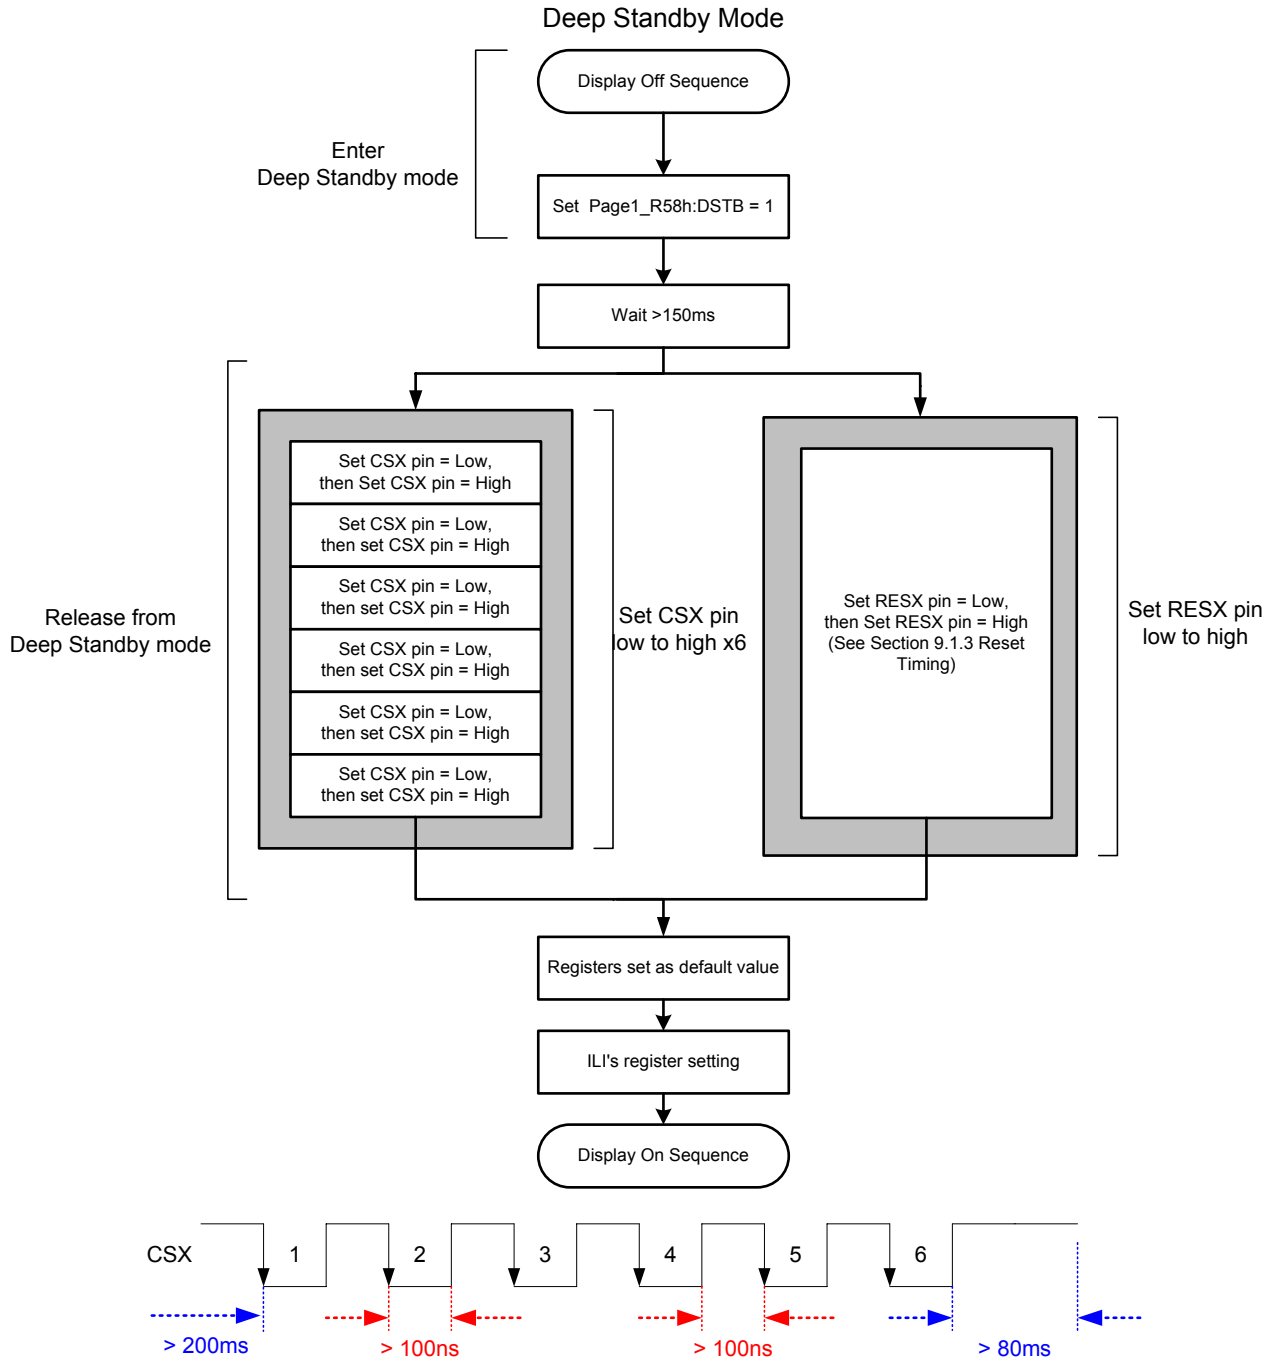 Deep Standby Mode
Display Off Sequence
Enter
Deep Standby mode
Set Page1_R58h:DSTB = 1
Wait >150ms
Set CSX pin = Low,
then Set CSX pin = High
Set CSX pin = Low,
then set CSX pin = High
Set CSX pin = Low,
then set CSX pin = High
Set CSX pin = Low,
then set CSX pin = High
Set CSX pin = Low,
then set CSX pin = High
Set CSX pin = Low,
then set CSX pin = High
Release from
Deep Standby mode
Set CSX pin
low to high x6
Set RESX pin = Low,
then Set RESX pin = High
(See Section 9.1.3 Reset
Timing)
Set RESX pin
low to high
Registers set as default value
ILI's register setting
Display On Sequence
CSX 1 2 3 4 5 6
> 200ms > 100ns > 100ns > 80ms